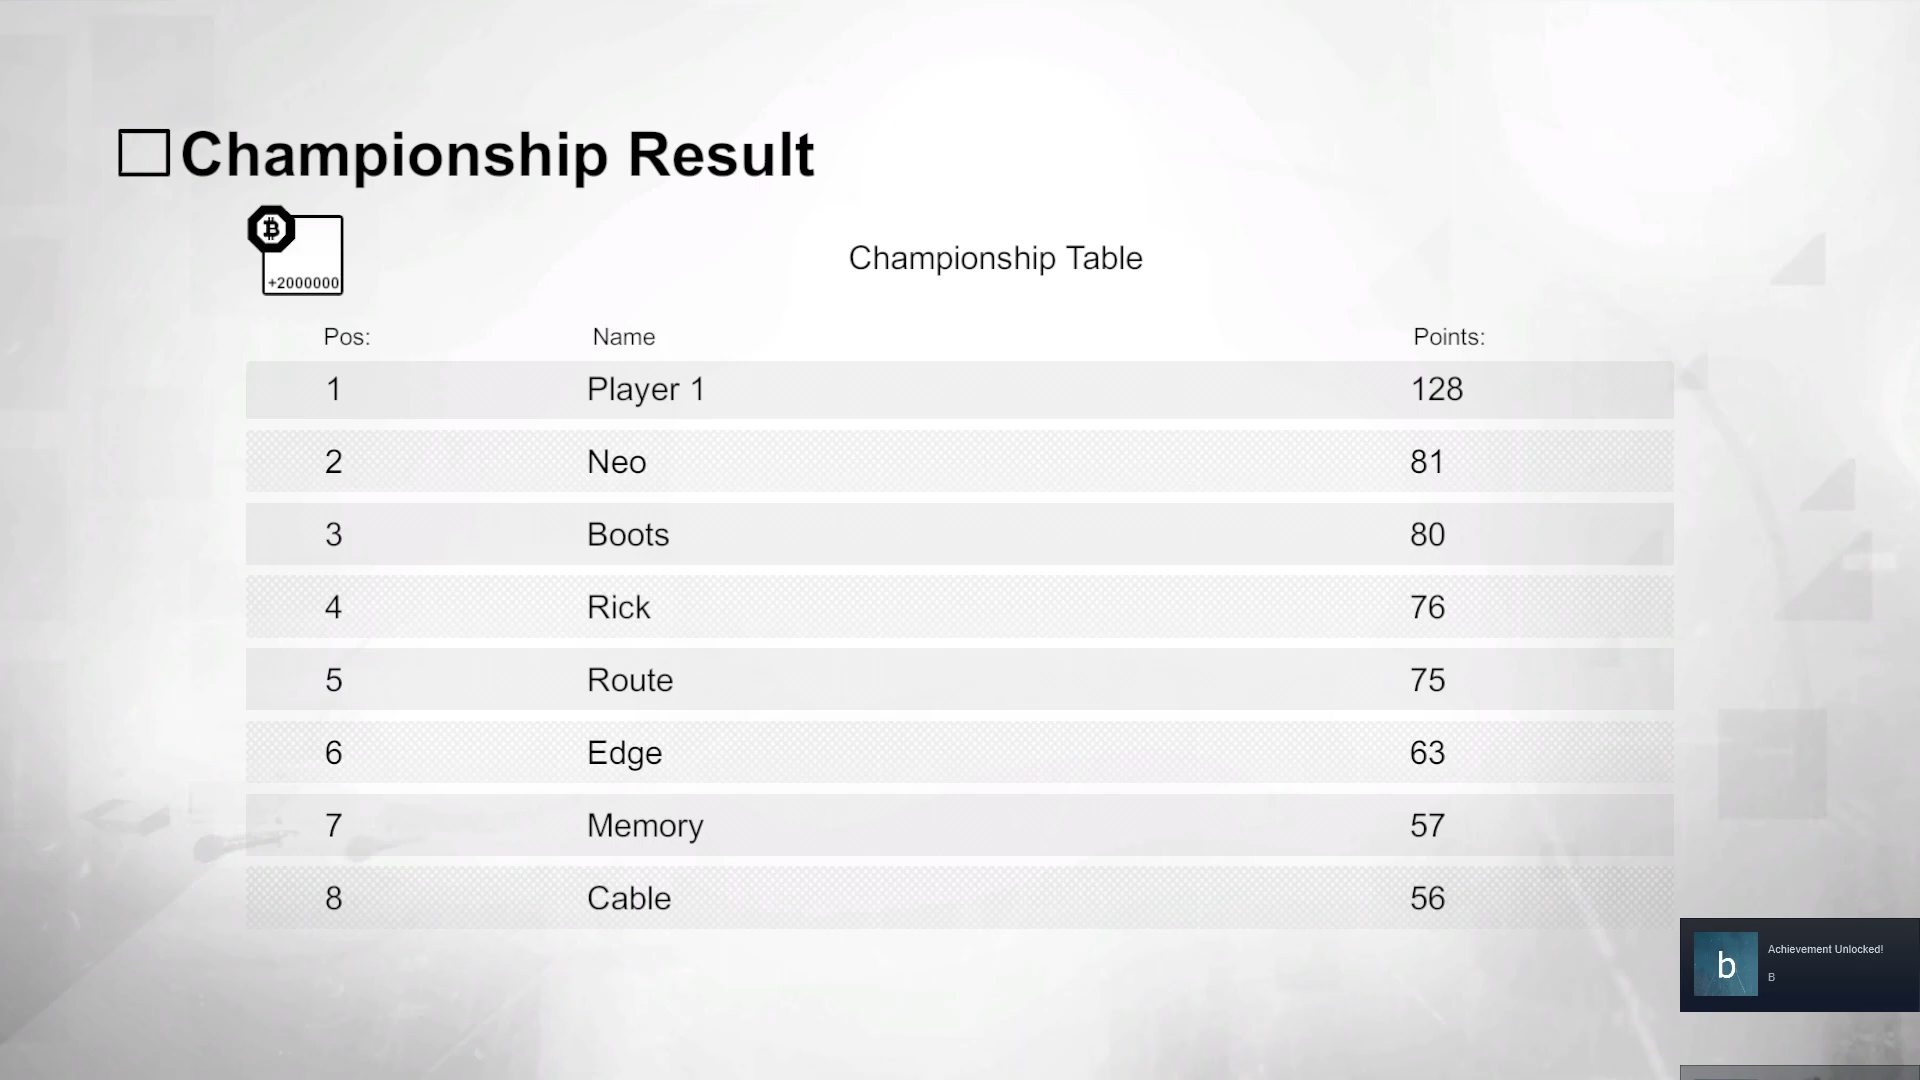 Championship Result
+2000000
Championship Table
Pos: Name Points:
1 Player 1 128
2 Neo 81
3 Boots 80
4 Rick 76
5 Route 75
6 Edge 63
7 Memory 57
8 Cable 56
b
Achievement Unlocked!
B